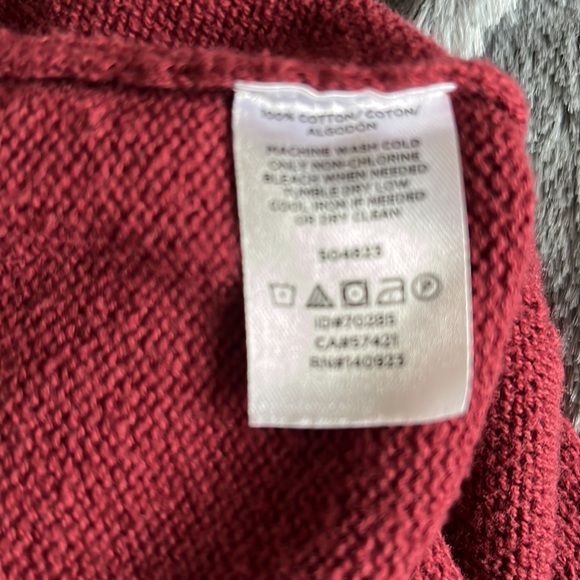 100% COTTON/ COTON/
ALGODÓN
MACHINE WASH COLD
ONLY NON-CHLORINE
BLEACH WHEN NEEDED
TUMBLE DRY LOW
COOL IRON IF NEEDED
OR DRY CLEAN
504823
P
ID#70285
CA#57421
RN#140923